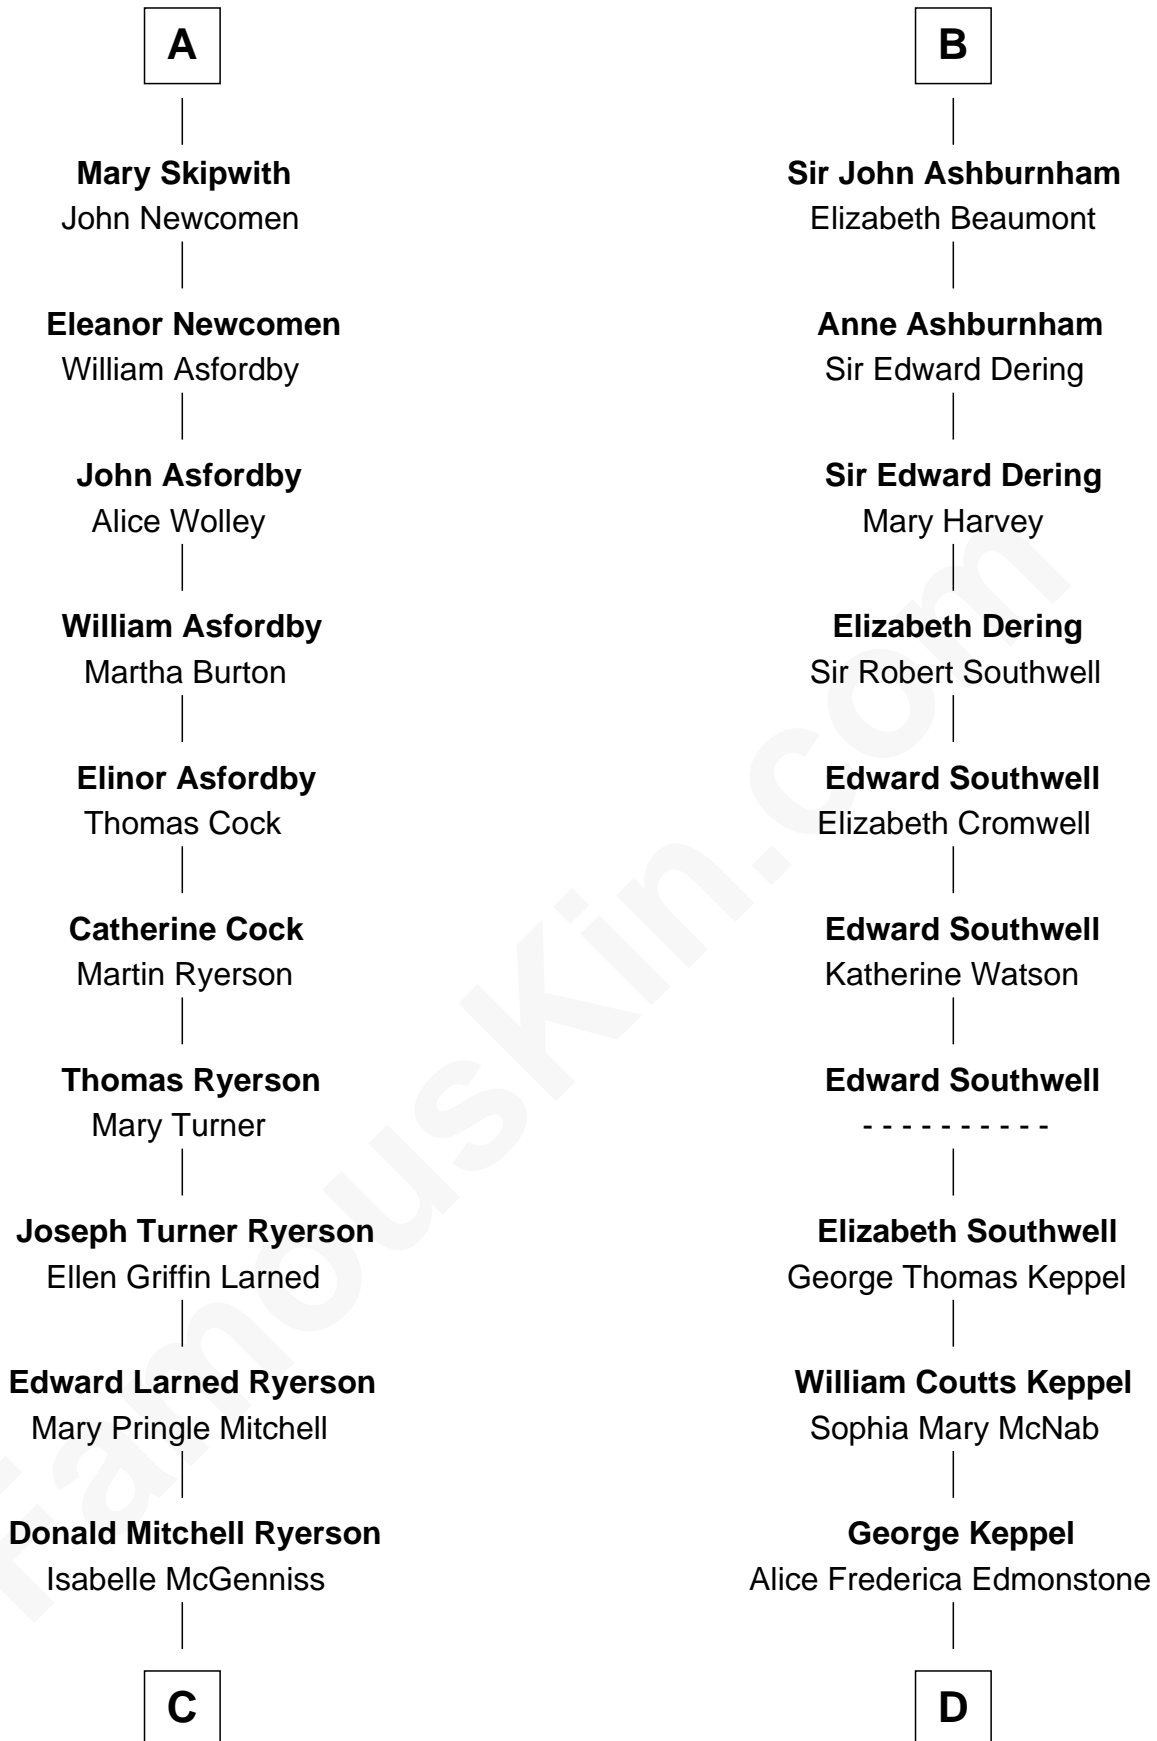 A
Mary Skipwith
John Newcomen
Eleanor Newcomen
William Asfordby
John Asfordby
Alice Wolley
William Asfordby
Martha Burton
Elinor Asfordby
Thomas Cock
Catherine Cock
Martin Ryerson
Thomas Ryerson
Mary Turner
Joseph Turner Ryerson
Ellen Griffin Larned
Edward Larned Ryerson
Mary Pringle Mitchell
Donald Mitchell Ryerson
Isabelle McGenniss
C
B
Sir John Ashburnham
Elizabeth Beaumont
Anne Ashburnham
Sir Edward Dering
Sir Edward Dering
Mary Harvey
Elizabeth Dering
Sir Robert Southwell
Edward Southwell
Elizabeth Cromwell
Edward Southwell
Katherine Watson
Edward Southwell
- - - - - - - - - -
Elizabeth Southwell
George Thomas Keppel
William Coutts Keppel
Sophia Mary McNab
George Keppel
Alice Frederica Edmonstone
D
FamousKin.com